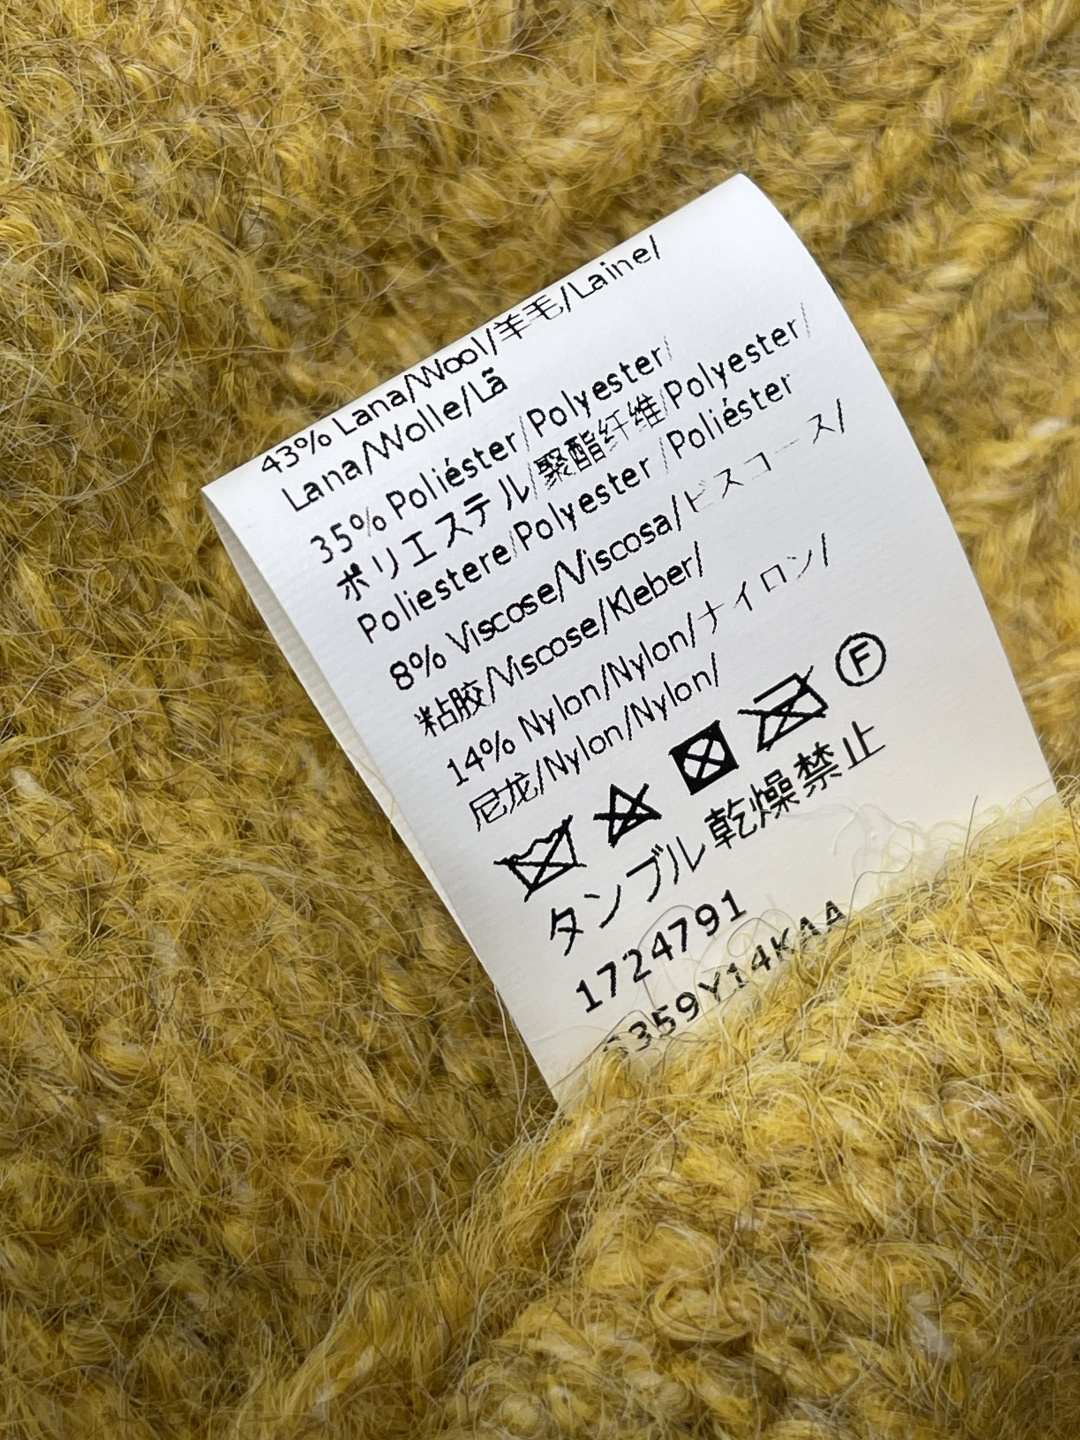 43% Lana/Wool/羊毛/Laine/
Lana/Wolle/Lã
35% Poliéster/Polyester/
ポリエステル/聚酯纤维/Polyester/
Poliestere/Polyester/Poliéster
8% Viscose/Viscosa/ビスコース/
粘胶/Viscose/Kleber/
14% Nylon/Nylon/ナイロン/
尼龙/Nylon/Nylon/
F
タンブル乾燥禁止
1724791